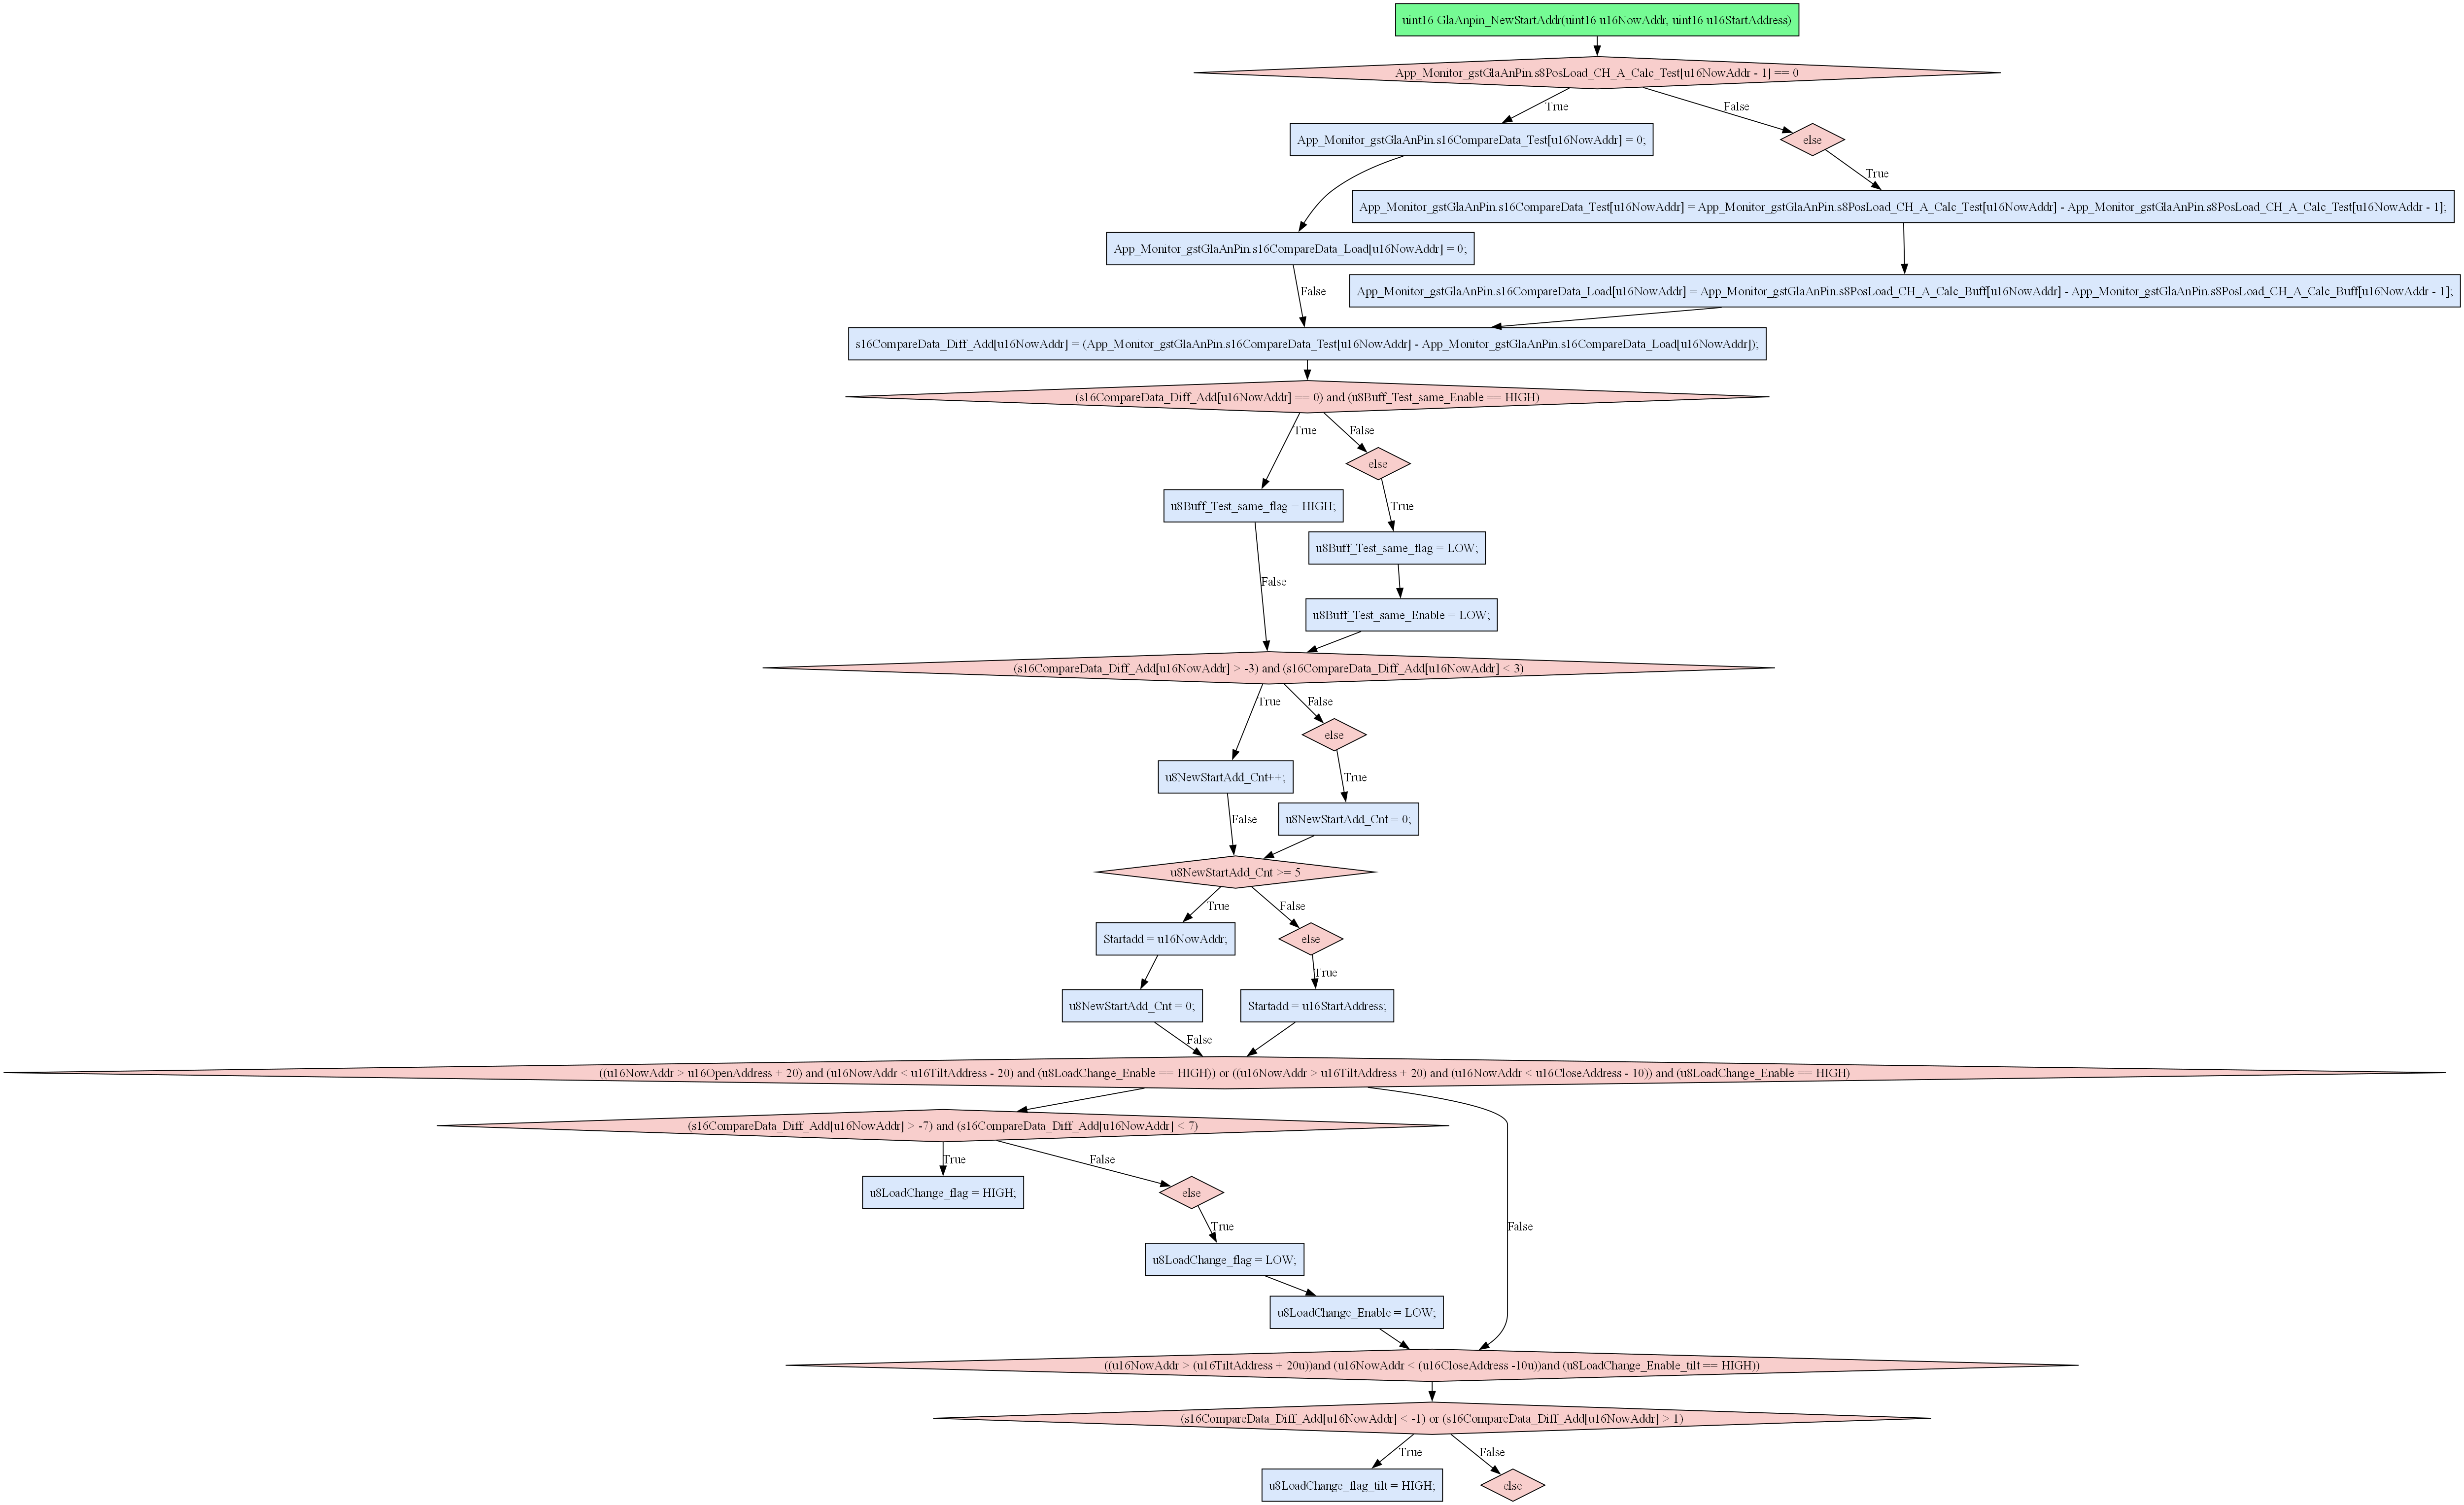 uint16 GlaAnpin_NewStartAddr(uint16 u16NowAddr, uint16 u16StartAddress)
App_Monitor_gstGlaAnPin.s8PosLoad_CH_A_Calc_Test[u16NowAddr - 1] == 0
True
False
App_Monitor_gstGlaAnPin.s16CompareData_Test[u16NowAddr] = 0;
else
True
App_Monitor_gstGlaAnPin.s16CompareData_Test[u16NowAddr] = App_Monitor_gstGlaAnPin.s8PosLoad_CH_A_Calc_Test[u16NowAddr] - App_Monitor_gstGlaAnPin.s8PosLoad_CH_A_Calc_Test[u16NowAddr - 1];
App_Monitor_gstGlaAnPin.s16CompareData_Load[u16NowAddr] = 0;
False
App_Monitor_gstGlaAnPin.s16CompareData_Load[u16NowAddr] = App_Monitor_gstGlaAnPin.s8PosLoad_CH_A_Calc_Buff[u16NowAddr] - App_Monitor_gstGlaAnPin.s8PosLoad_CH_A_Calc_Buff[u16NowAddr - 1];
s16CompareData_Diff_Add[u16NowAddr] = (App_Monitor_gstGlaAnPin.s16CompareData_Test[u16NowAddr] - App_Monitor_gstGlaAnPin.s16CompareData_Load[u16NowAddr]);
(s16CompareData_Diff_Add[u16NowAddr] == 0) and (u8Buff_Test_same_Enable == HIGH)
True
False
else
u8Buff_Test_same_flag = HIGH;
True
u8Buff_Test_same_flag = LOW;
False
u8Buff_Test_same_Enable = LOW;
(s16CompareData_Diff_Add[u16NowAddr] > -3) and (s16CompareData_Diff_Add[u16NowAddr] < 3)
True
False
else
u8NewStartAdd_Cnt++;
True
False
u8NewStartAdd_Cnt = 0;
u8NewStartAdd_Cnt >= 5
True
False
Startadd = u16NowAddr;
else
True
u8NewStartAdd_Cnt = 0;
Startadd = u16StartAddress;
False
((u16NowAddr > u16OpenAddress + 20) and (u16NowAddr < u16TiltAddress - 20) and (u8LoadChange_Enable == HIGH)) or ((u16NowAddr > u16TiltAddress + 20) and (u16NowAddr < u16CloseAddress - 10)) and (u8LoadChange_Enable == HIGH)
(s16CompareData_Diff_Add[u16NowAddr] > -7) and (s16CompareData_Diff_Add[u16NowAddr] < 7)
True
False
u8LoadChange_flag = HIGH;
else
True
False
u8LoadChange_flag = LOW;
u8LoadChange_Enable = LOW;
((u16NowAddr > (u16TiltAddress + 20u))and (u16NowAddr < (u16CloseAddress -10u))and (u8LoadChange_Enable_tilt == HIGH))
(s16CompareData_Diff_Add[u16NowAddr] < -1) or (s16CompareData_Diff_Add[u16NowAddr] > 1)
True
False
u8LoadChange_flag_tilt = HIGH;
else